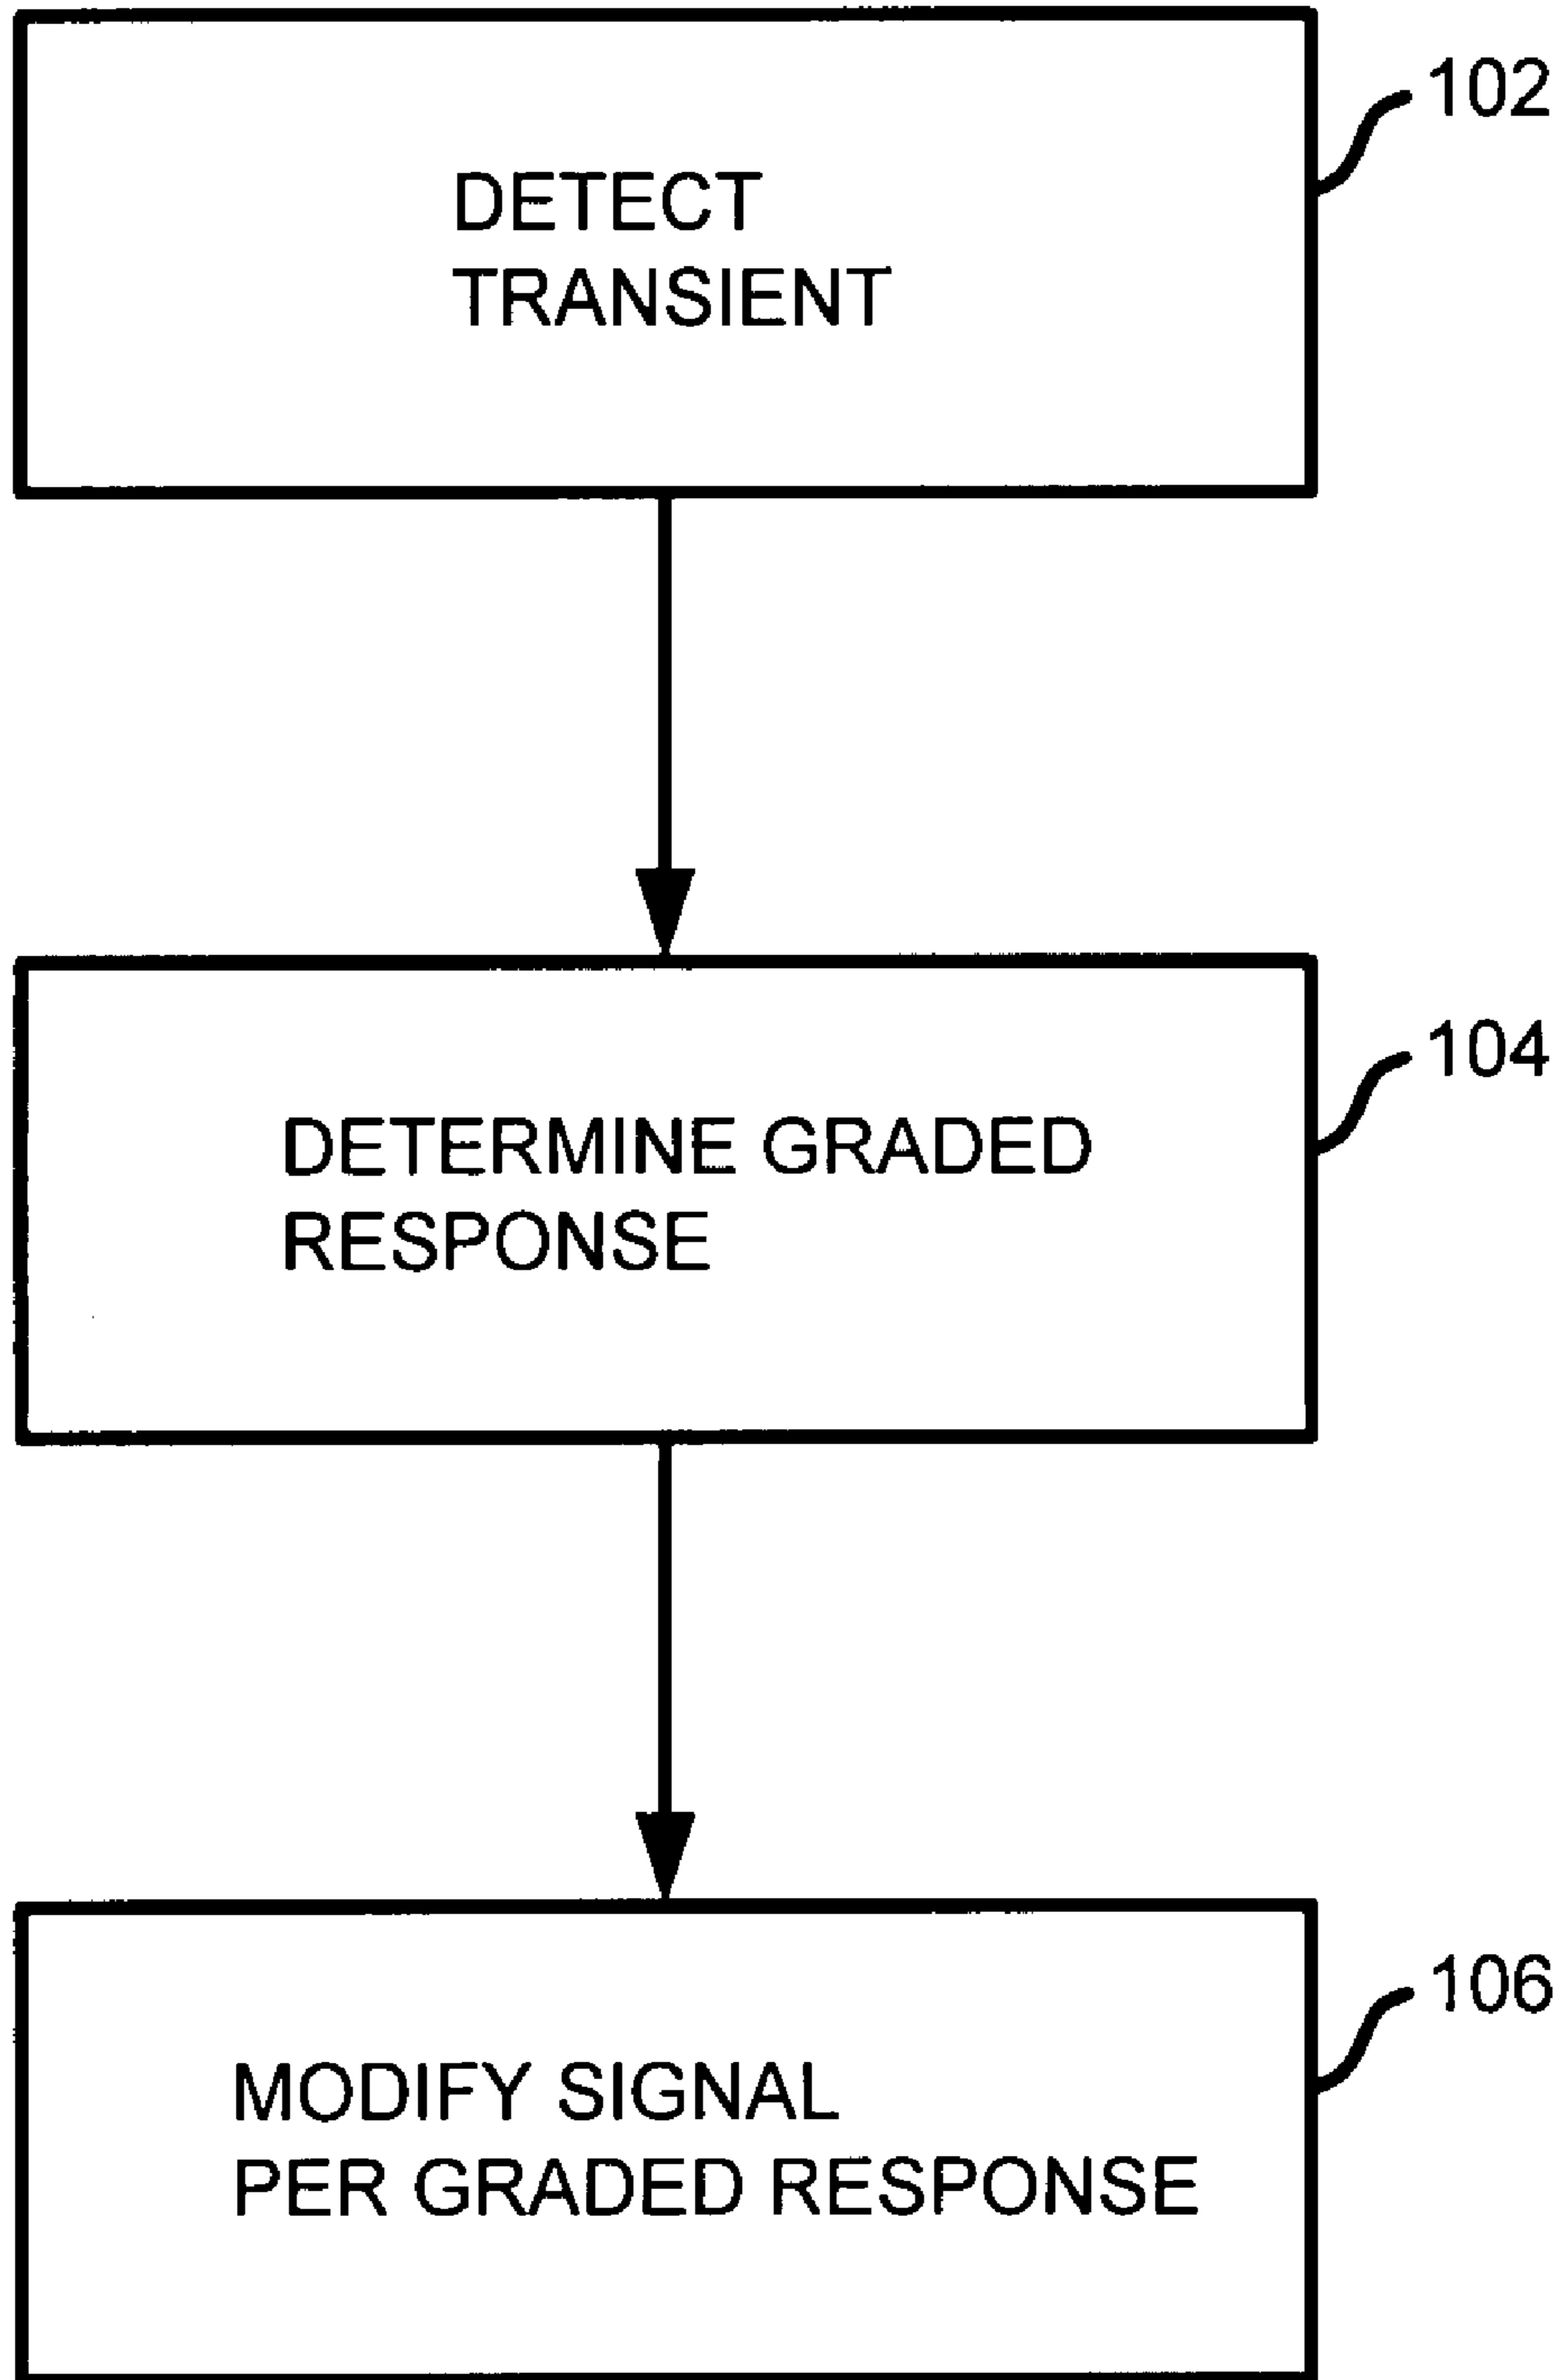 102
DETECT
TRANSIENT
104
DETERMINE GRADED
RESPONSE
106
MODIFY SIGNAL
PER GRADED RESPONSE